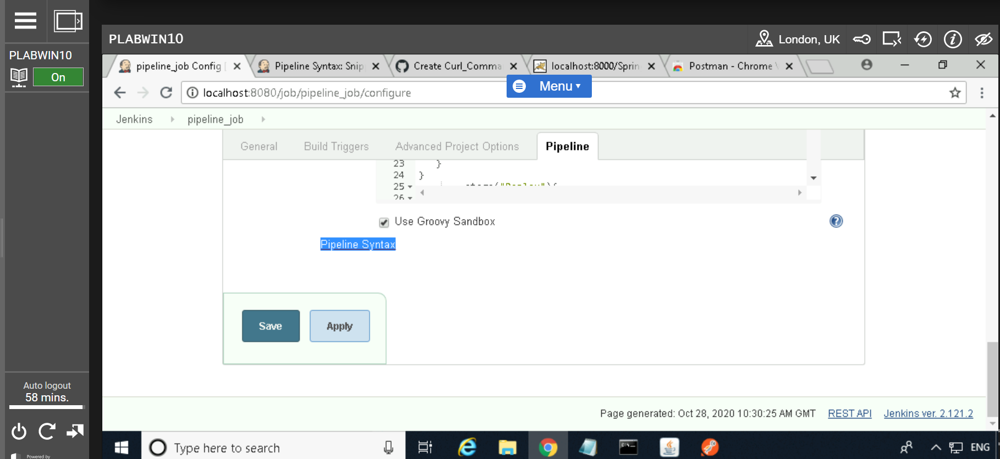 PLABWIN10
London, UK
PLABWIN10
On
pipeline_job Config [
Pipeline Syntax: Snip
Create Curl_Comma
localhost:8000/Sprin
Postman - Chrome
Menu
localhost:8080/job/pipeline_job/configure
Jenkins
pipeline_job
General
Build Triggers
Advanced Project Options
Pipeline
23 }
24 }
25 stage("Deploy"){
26
Use Groovy Sandbox
Pipeline Syntax
Save
Apply
Auto logout
58 mins.
Page generated: Oct 28, 2020 10:30:25 AM GMT
REST API
Jenkins ver. 2.121.2
Type here to search
ENG
Powered by